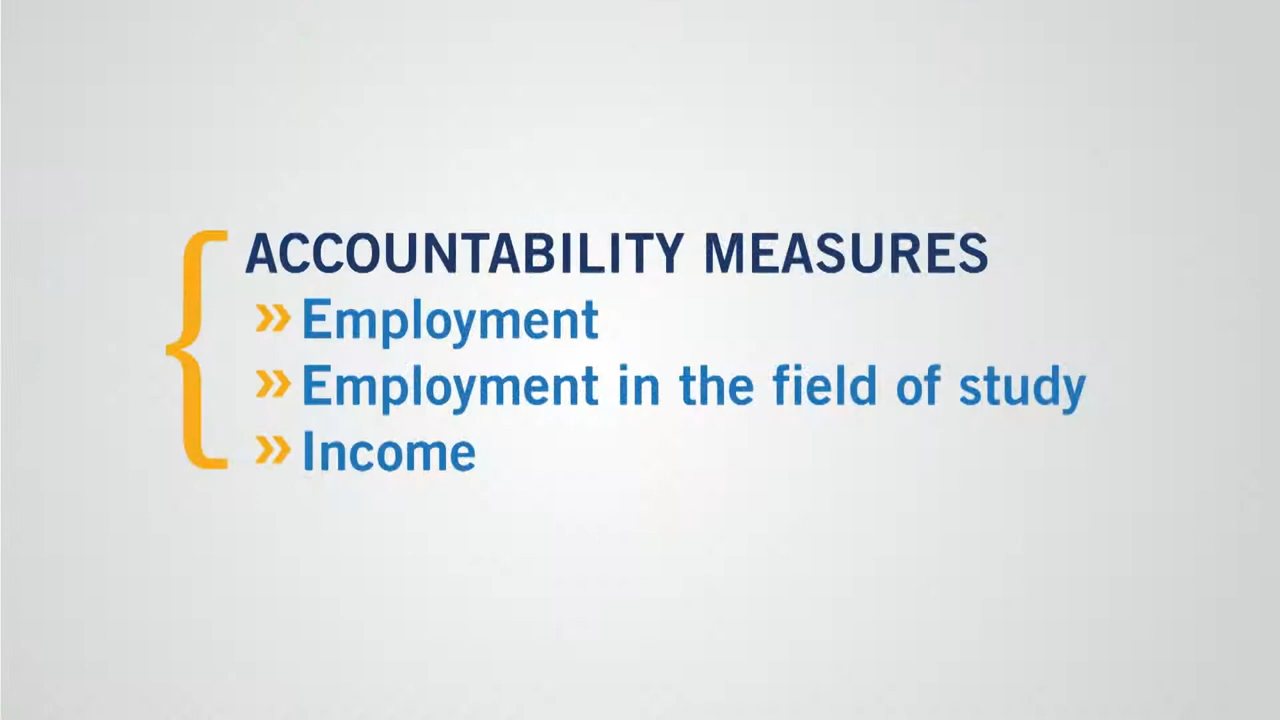 ACCOUNTABILITY MEASURES
» Employment
» Employment in the field of study
» Income